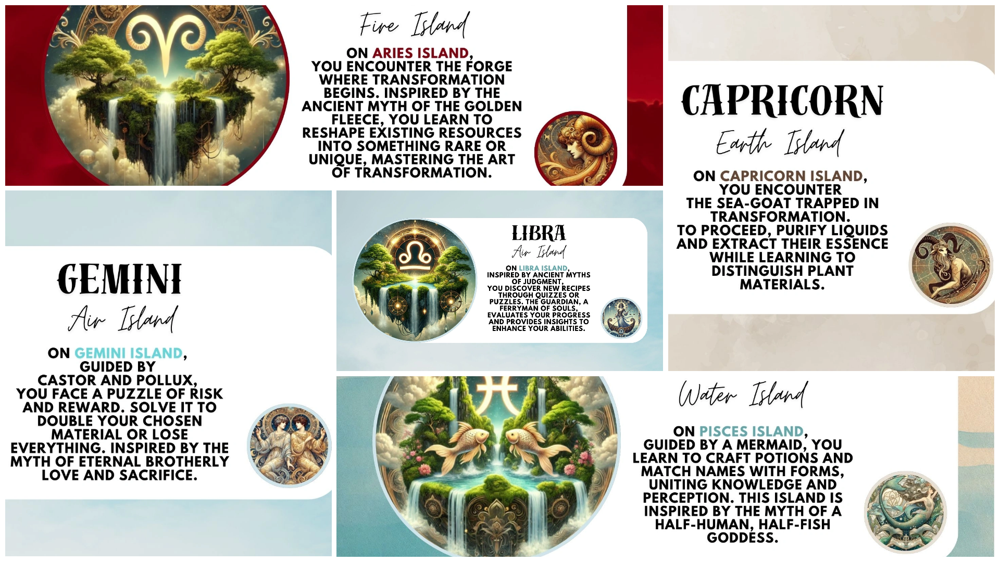 Fire Island
ON ARIES ISLAND,
YOU ENCOUNTER THE FORGE
WHERE TRANSFORMATION
BEGINS. INSPIRED BY THE
ANCIENT MYTH OF THE GOLDEN
FLEECE, YOU LEARN TO
RESHAPE EXISTING RESOURCES
INTO SOMETHING RARE OR
UNIQUE, MASTERING THE ART
OF TRANSFORMATION.
CAPRICORN
Earth Island
ON CAPRICORN ISLAND,
YOU ENCOUNTER
THE SEA-GOAT TRAPPED IN
TRANSFORMATION.
TO PROCEED, PURIFY LIQUIDS
AND EXTRACT THEIR ESSENCE
WHILE LEARNING TO
DISTINGUISH PLANT
MATERIALS.
GEMINI
Air Island
ON GEMINI ISLAND,
GUIDED BY
CASTOR AND POLLUX,
YOU FACE A PUZZLE OF RISK
AND REWARD. SOLVE IT TO
DOUBLE YOUR CHOSEN
MATERIAL OR LOSE
EVERYTHING. INSPIRED BY THE
MYTH OF ETERNAL BROTHERLY
LOVE AND SACRIFICE.
LIBRA
Air Island
ON LIBRA ISLAND,
INSPIRED BY ANCIENT MYTHS
OF JUDGMENT,
YOU DISCOVER NEW RECIPES
THROUGH QUIZZES OR
PUZZLES. THE GUARDIAN, A
FERRYMAN OF SOULS,
EVALUATES YOUR PROGRESS
AND PROVIDES INSIGHTS TO
ENHANCE YOUR ABILITIES.
LIBRA
Water Island
ON PISCES ISLAND,
GUIDED BY A MERMAID, YOU
LEARN TO CRAFT POTIONS AND
MATCH NAMES WITH FORMS,
UNITING KNOWLEDGE AND
PERCEPTION. THIS ISLAND IS
INSPIRED BY THE MYTH OF A
HALF-HUMAN, HALF-FISH
GODDESS.